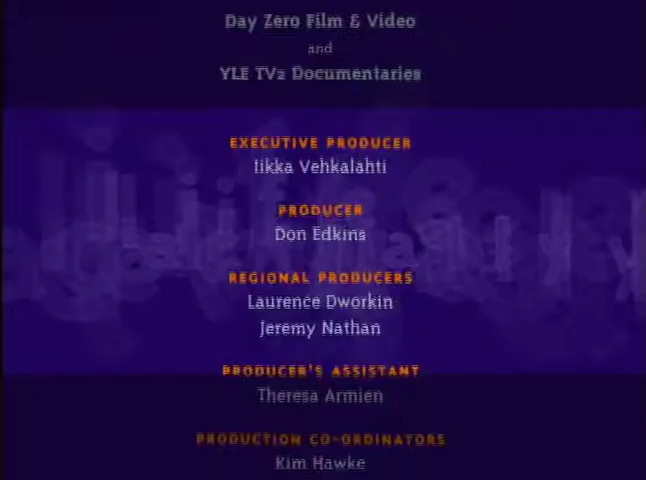 Day Zero Film & Video
and
YLE TV2 Documentaries
EXECUTIVE PRODUCER
Iikka Vehkalahti
PRODUCER
Don Edkins
REGIONAL PRODUCERS
Laurence Dworkin
Jeremy Nathan
PRODUCER'S ASSISTANT
Theresa Armien
PRODUCTION CO-ORDINATORS
Kim Hawke